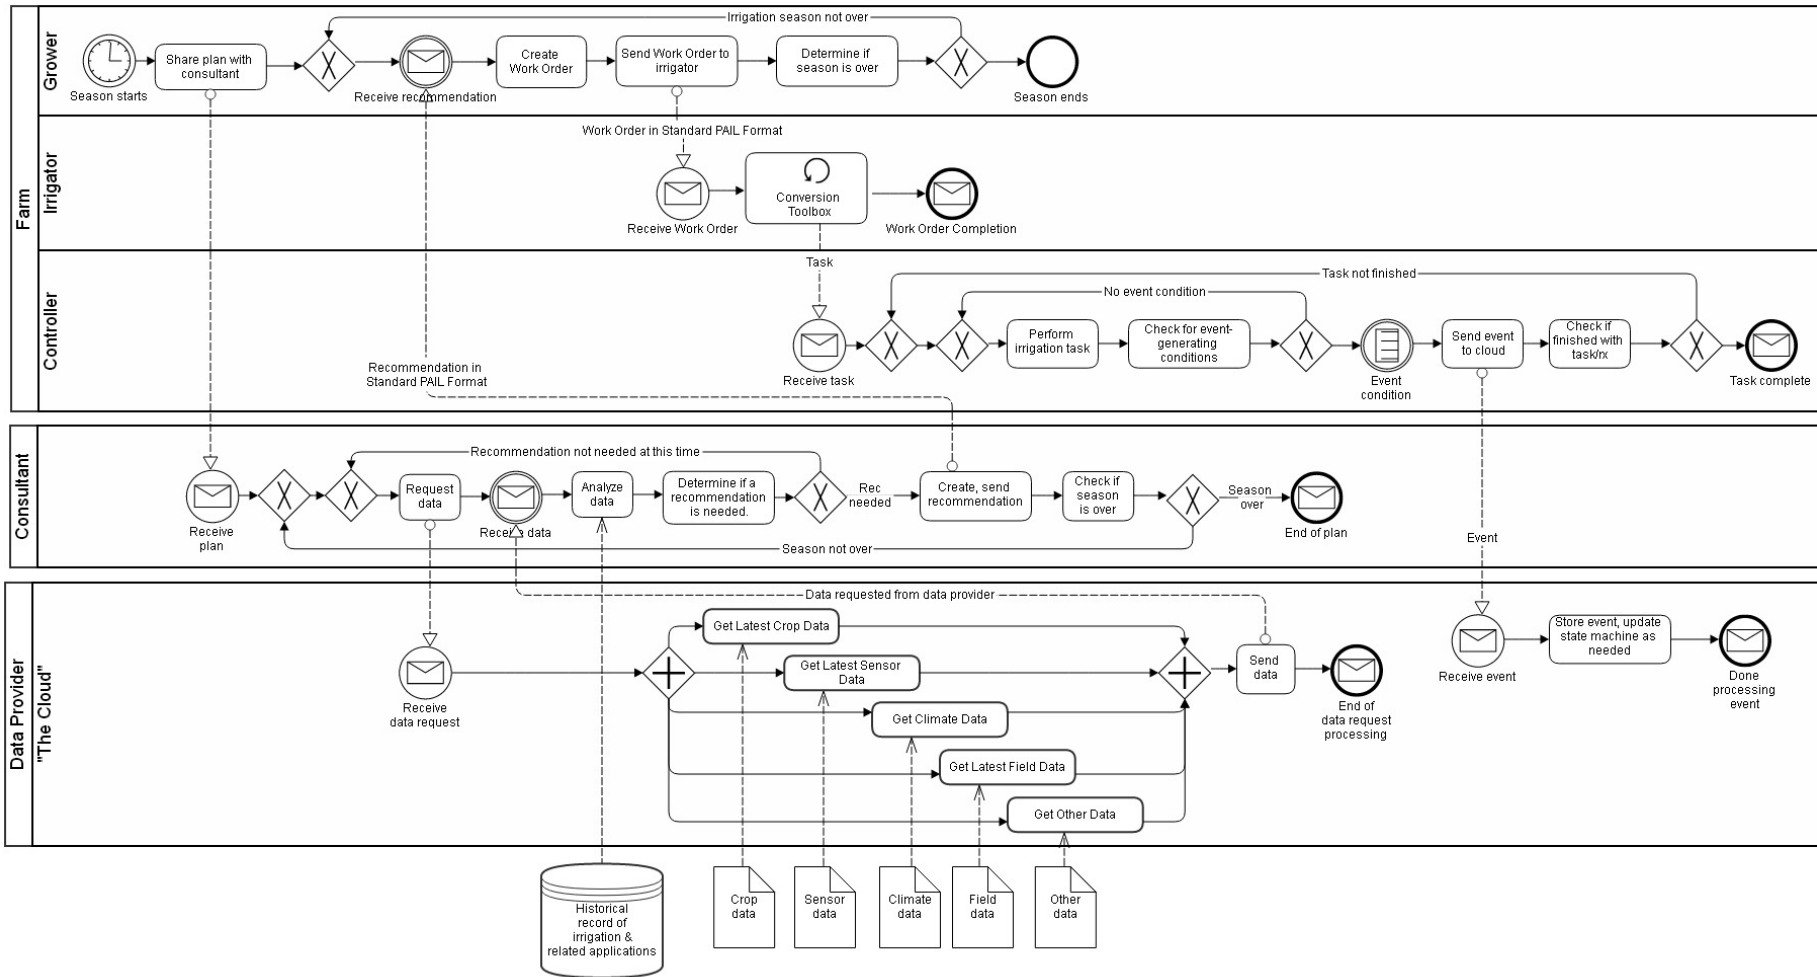 Farm
Grower
Irrigation season not over
Share plan with
consultant
Create
Work Order
Send Work Order to
irrigator
Determine if
season is over
Season starts
Receive recommendation
Season ends
Irrigator
Work Order in Standard PAIL Format
Conversion
Toolbox
Receive Work Order
Work Order Completion
Controller
Task
Task not finished
No event condition
Perform
irrigation task
Check for event-
generating
conditions
Send event
to cloud
Check if
finished with
task/rx
Receive task
Event
condition
Task complete
Recommendation in
Standard PAIL Format
Consultant
Recommendation not needed at this time
Request
data
Analyze
data
Determine if a
recommendation
is needed.
Rec
needed
Create, send
recommendation
Check if
season
is over
Season
over
Receive
plan
Receive data
End of plan
Season not over
Event
Data Provider
"The Cloud"
Data requested from data provider
Get Latest Crop Data
Get Latest Sensor
Data
Get Climate Data
Get Latest Field Data
Get Other Data
Send
data
Store event, update
state machine as
needed
Receive
data request
End of
data request
processing
Receive event
Done
processing
event
Historical
record of
irrigation &
related applications
Crop
data
Sensor
data
Climate
data
Field
data
Other
data